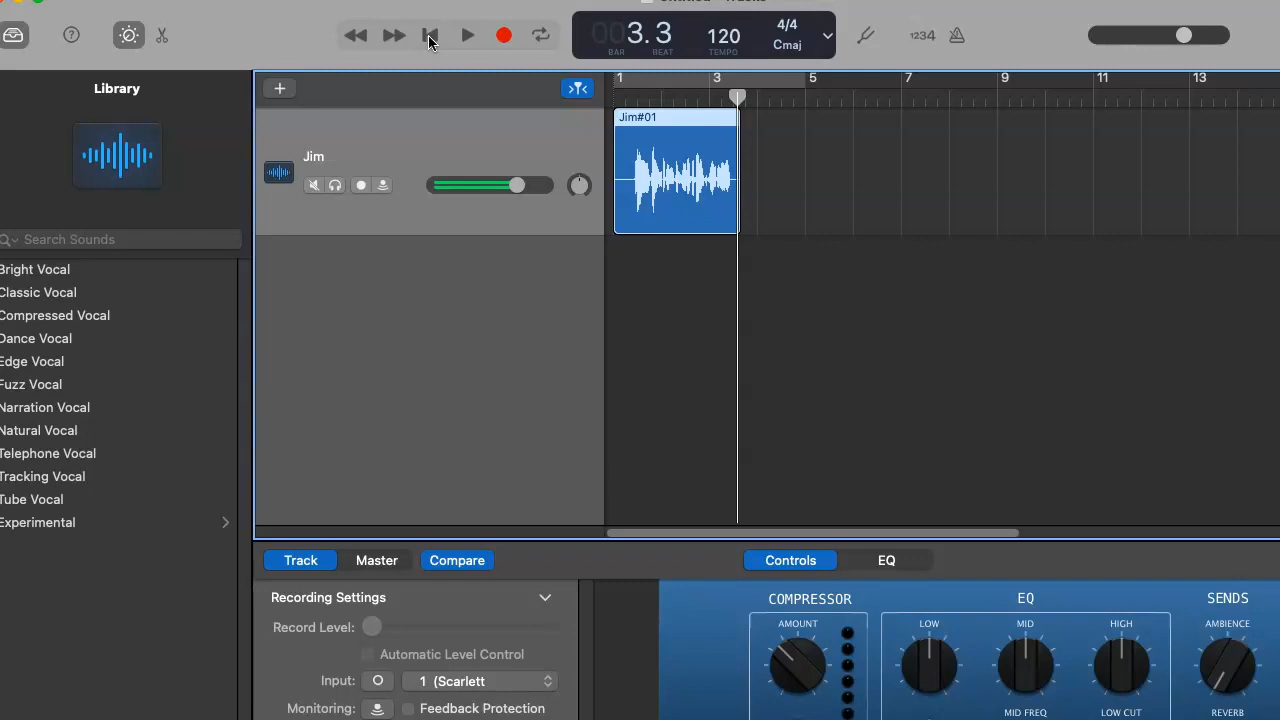 003.3
BAR
BEAT
120
TEMPO
4/4
Cmaj
1234
Library
Search Sounds
Bright Vocal
Classic Vocal
Compressed Vocal
Dance Vocal
Edge Vocal
Fuzz Vocal
Narration Vocal
Natural Vocal
Telephone Vocal
Tracking Vocal
Tube Vocal
Experimental
1
3
5
7
9
11
13
Jim
Jim#01
Track
Master
Compare
Controls
EQ
Recording Settings
Record Level:
Automatic Level Control
Input:
1 (Scarlett
Monitoring:
Feedback Protection
COMPRESSOR
AMOUNT
EQ
LOW
MID
HIGH
MID FREQ
LOW CUT
SENDS
AMBIENCE
REVERB